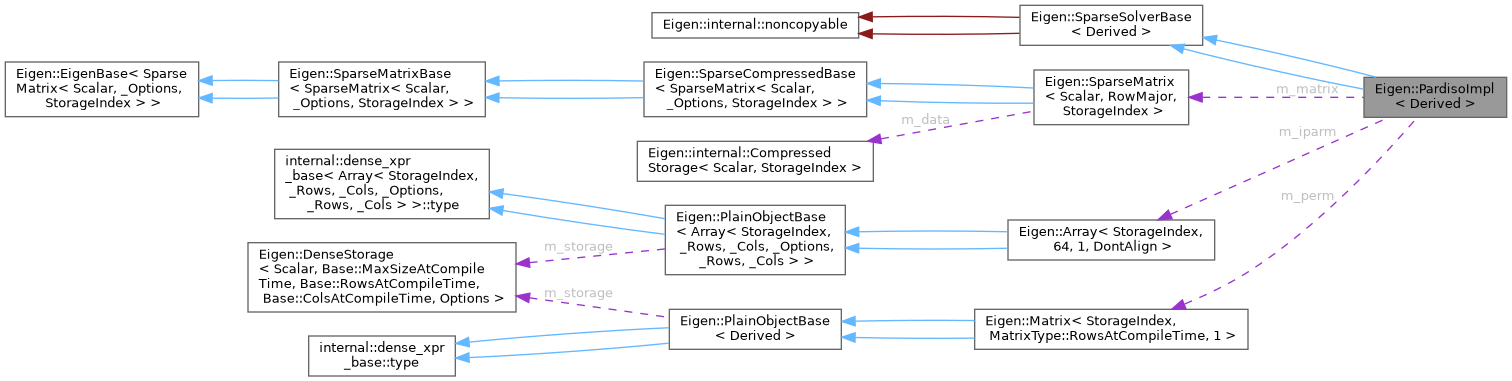 Eigen::internal::noncopyable
Eigen::SparseSolverBase
< Derived >
Eigen::EigenBase< Sparse
Matrix< Scalar, _Options,
StorageIndex > >
Eigen::SparseMatrixBase
< SparseMatrix< Scalar,
_Options, StorageIndex > >
Eigen::SparseCompressedBase
< SparseMatrix< Scalar,
_Options, StorageIndex > >
Eigen::SparseMatrix
< Scalar, RowMajor,
StorageIndex >
m_matrix
Eigen::PardisoImpl
< Derived >
m_data
Eigen::internal::Compressed
Storage< Scalar, StorageIndex >
m_iparm
internal::dense_xpr
_base< Array< StorageIndex,
_Rows, _Cols, _Options,
_Rows, _Cols > >::type
m_perm
Eigen::PlainObjectBase
< Array< StorageIndex,
_Rows, _Cols, _Options,
_Rows, _Cols > >
Eigen::Array< StorageIndex,
64, 1, DontAlign >
m_storage
Eigen::DenseStorage
< Scalar, Base::MaxSizeAtCompile
Time, Base::RowsAtCompileTime,
Base::ColsAtCompileTime, Options >
m_storage
Eigen::PlainObjectBase
< Derived >
Eigen::Matrix< StorageIndex,
MatrixType::RowsAtCompileTime, 1 >
internal::dense_xpr
_base::type